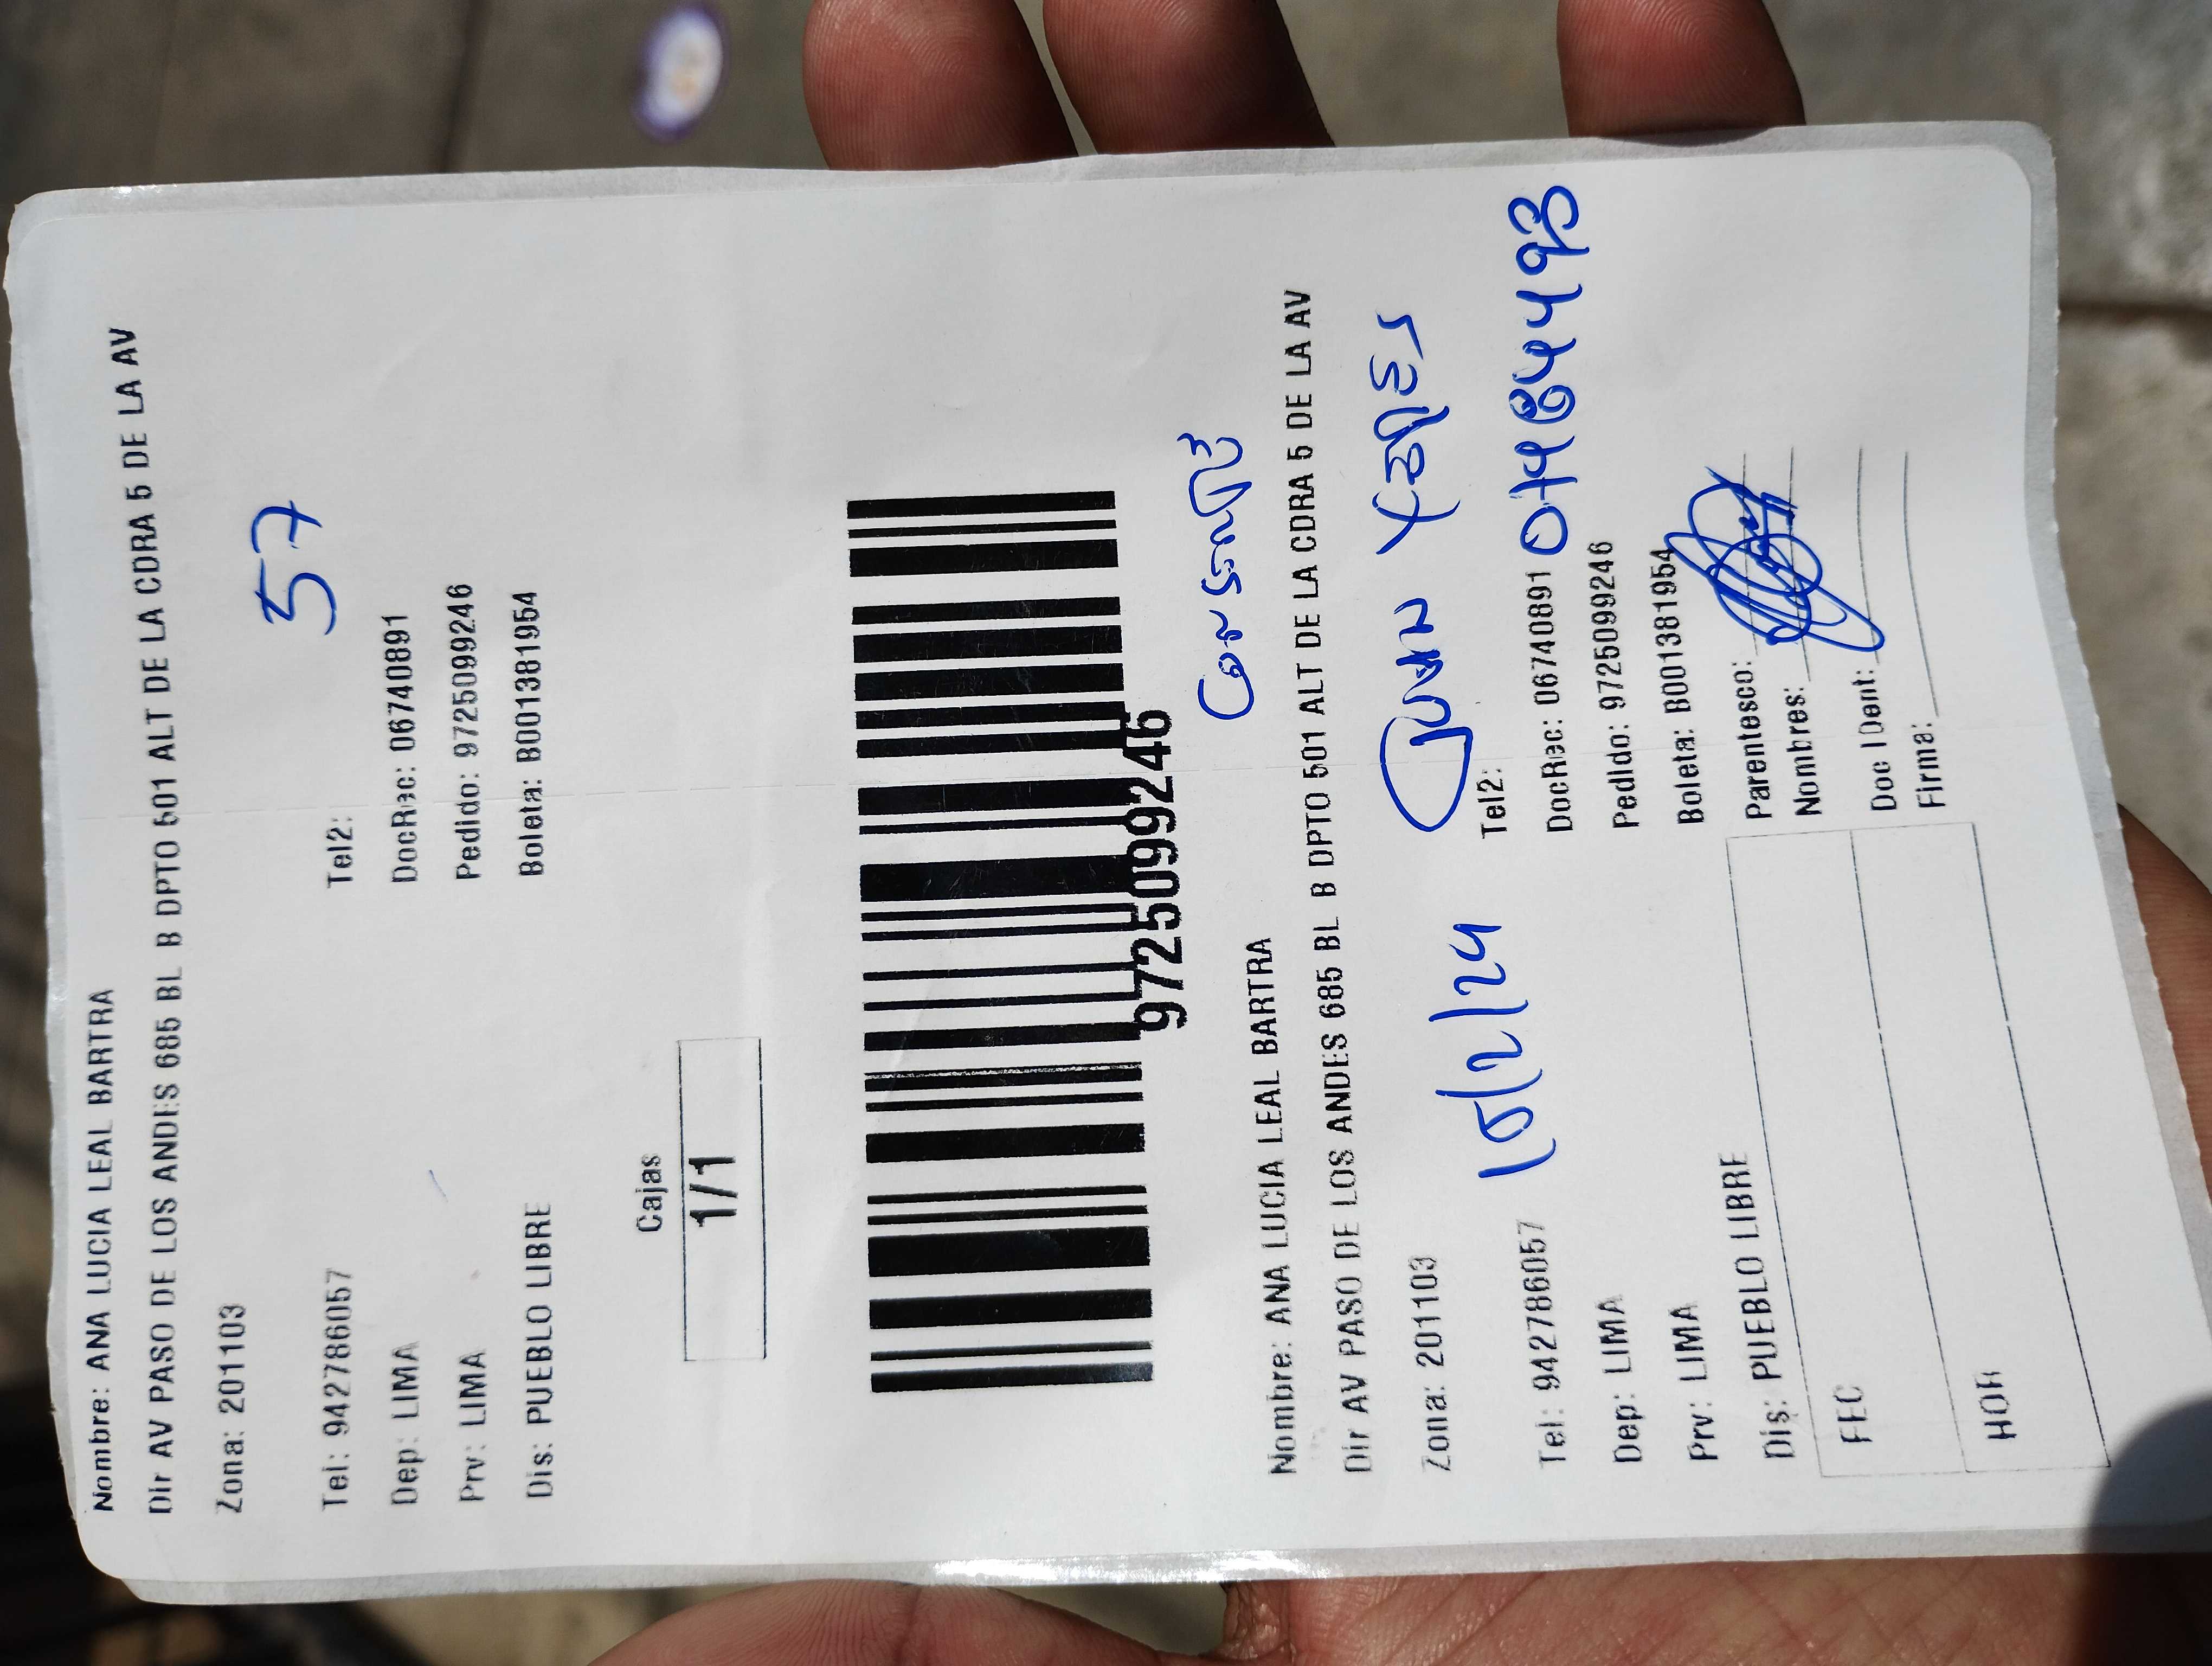 Nombre: ANA LUCIA LEAL BARTRA
Dir AV PASO DE LOS ANDES 685 BL B DPTO 501 ALT DE LA CDRA 5 DE LA AV
Zona: 201103
57
Tel: 942786057 Tel2:
Dep: LIMA DocRec: 06740891
Prv: LIMA Pedido: 9725099246
Dis: PUEBLO LIBRE Boleta: B001381954
Cajas
1/1
9725099246
Nombre: ANA LUCIA LEAL BARTRA
Dir AV PASO DE LOS ANDES 685 BL B DPTO 501 ALT DE LA CDRA 5 DE LA AV
Zona: 201103
15/2/24
Tel: 942786057 Tel2:
Dep: LIMA DocRec: 06740891
Prv: LIMA Pedido: 9725099246
Dis: PUEBLO LIBRE Boleta: B001381954
FEC Parentesco:
Nombres:
HOR Doc IDent:
Firma: